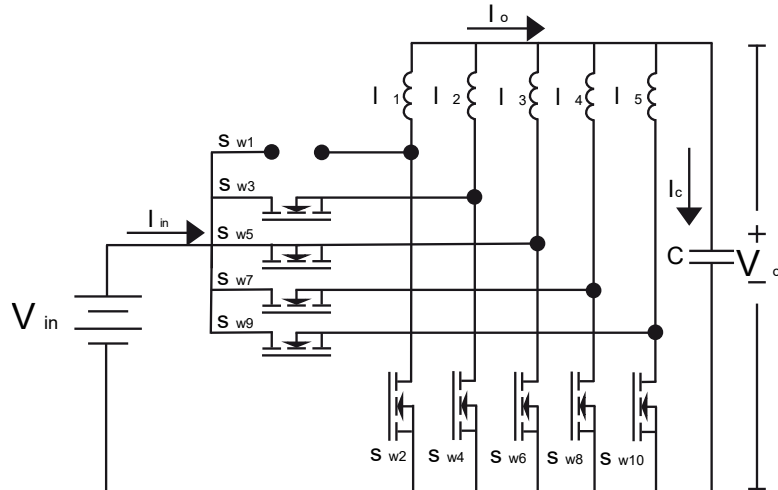 I o
I 1
I 2
I 3
I 4
I 5
S w1
S w3
I in
S w5
S w7
S w9
V in
I c
C
+
V o
−
S w2
S w4
S w6
S w8
S w10